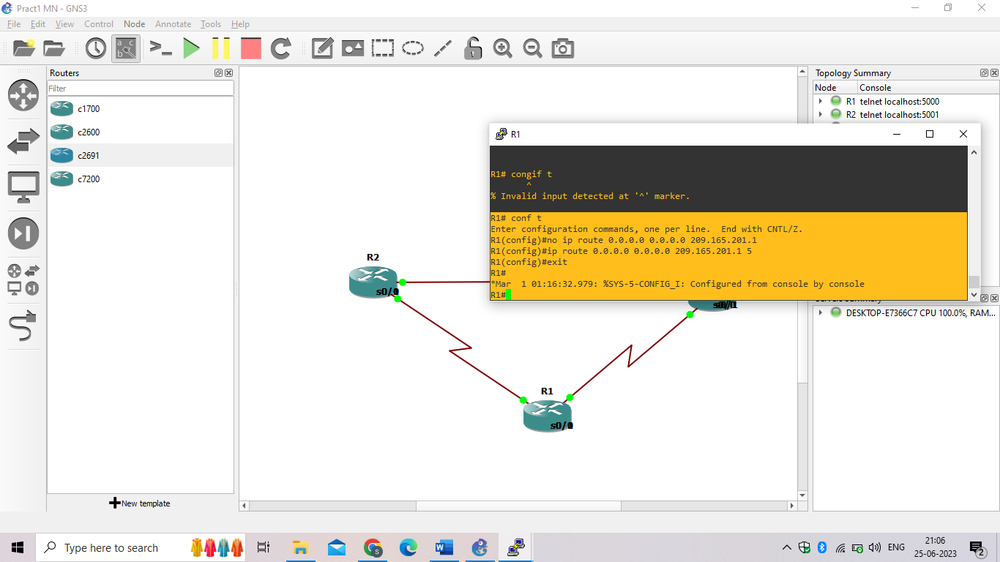 Pract1 MN - GNS3
File Edit View Control Node Annotate Tools Help
Routers
Filter
c1700
c2600
c2691
c7200
New template
Topology Summary
Node Console
R1 telnet localhost:5000
R2 telnet localhost:5001
R1
R1# congif t
^
% Invalid input detected at '^' marker.
R1# conf t
Enter configuration commands, one per line.  End with CNTL/Z.
R1(config)#no ip route 0.0.0.0 0.0.0.0 209.165.201.1
R1(config)#ip route 0.0.0.0 0.0.0.0 209.165.201.1 5
R1(config)#exit
R1#
*Mar  1 01:16:32.979: %SYS-5-CONFIG_I: Configured from console by console
R1#
R2
R1
DESKTOP-E7366C7 CPU 100.0%, RAM...
Type here to search
ENG
21:06
25-06-2023
2